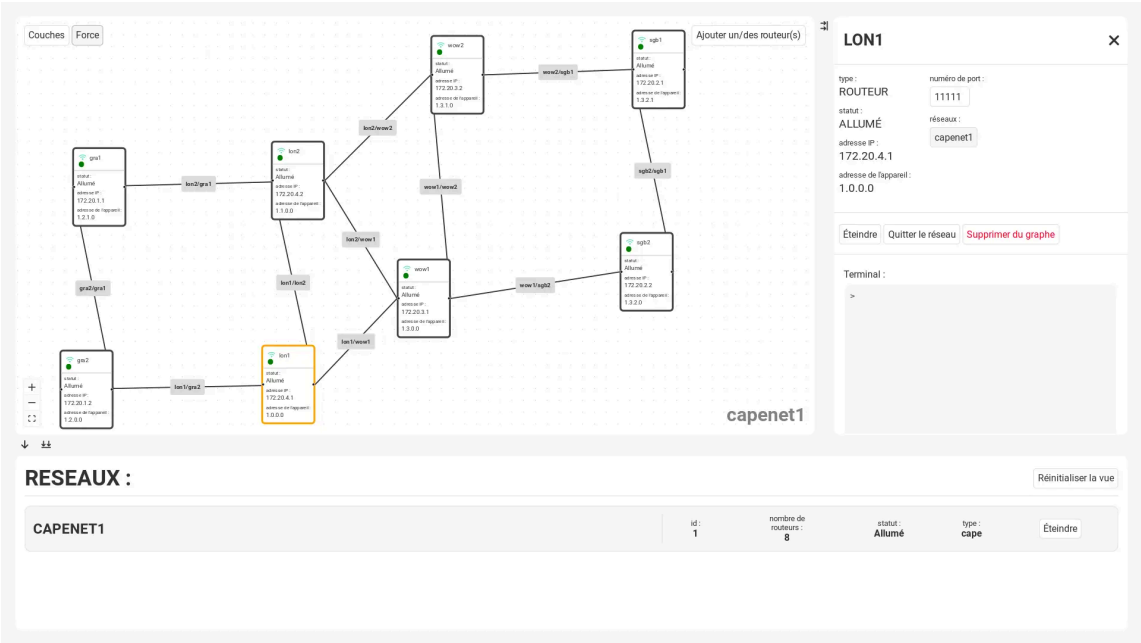 Couches Force
Ajouter un/des routeur(s)
wow2
statut :
Allumé
adresse IP :
172.20.3.2
adresse de l'appareil :
1.3.1.0
sgb1
statut :
Allumé
adresse IP :
172.20.2.1
adresse de l'appareil :
1.3.2.1
wow2/sgb1
lon2/wow2
gra1
statut :
Allumé
adresse IP :
172.20.1.1
adresse de l'appareil :
1.2.1.0
lon2/gra1
lon2
statut :
Allumé
adresse IP :
172.20.4.2
adresse de l'appareil :
1.1.0.0
wow1/wow2
sgb2/sgb1
lon2/wow1
gra2/gra1
lon1/lon2
wow1
statut :
Allumé
adresse IP :
172.20.3.1
adresse de l'appareil :
1.3.0.0
wow1/sgb2
sgb2
statut :
Allumé
adresse IP :
172.20.2.2
adresse de l'appareil :
1.3.2.0
lon1/wow1
gra2
statut :
Allumé
adresse IP :
172.20.1.2
adresse de l'appareil :
1.2.0.0
lon1/gra2
lon1
statut :
Allumé
adresse IP :
172.20.4.1
adresse de l'appareil :
1.0.0.0
capenet1
LON1
type :
ROUTEUR
statut :
ALLUMÉ
adresse IP :
172.20.4.1
adresse de l'appareil :
1.0.0.0
numéro de port :
11111
réseaux :
capenet1
Éteindre Quitter le réseau Supprimer du graphe
Terminal :
>
RESEAUX :
Réinitialiser la vue
CAPENET1
id :
1
nombre de
routeurs :
8
statut :
Allumé
type :
cape
Éteindre